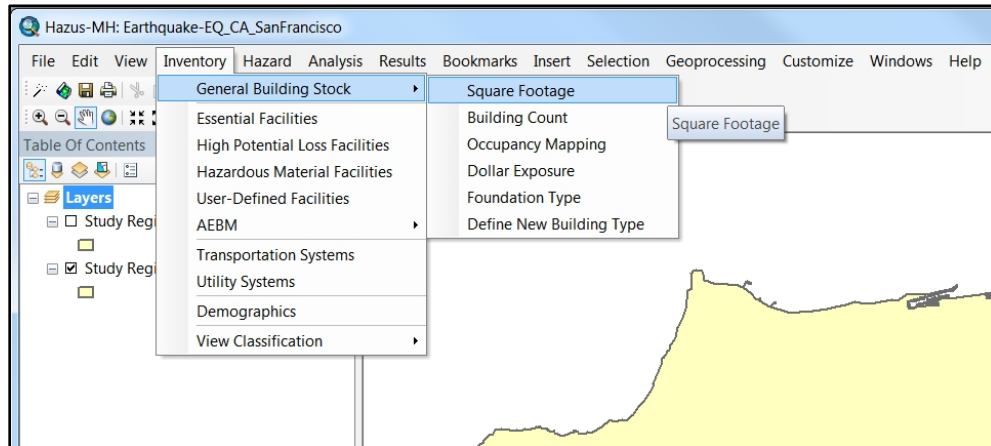 Hazus-MH: Earthquake-EQ_CA_SanFrancisco
File Edit View Inventory Hazard Analysis Results Bookmarks Insert Selection Geoprocessing Customize Windows Help
General Building Stock
Square Footage
Essential Facilities
Building Count
Square Footage
Table Of Contents
High Potential Loss Facilities
Occupancy Mapping
Hazardous Material Facilities
Dollar Exposure
Layers
User-Defined Facilities
Foundation Type
Study Regi
AEBM
Define New Building Type
Transportation Systems
Study Regi
Utility Systems
Demographics
View Classification